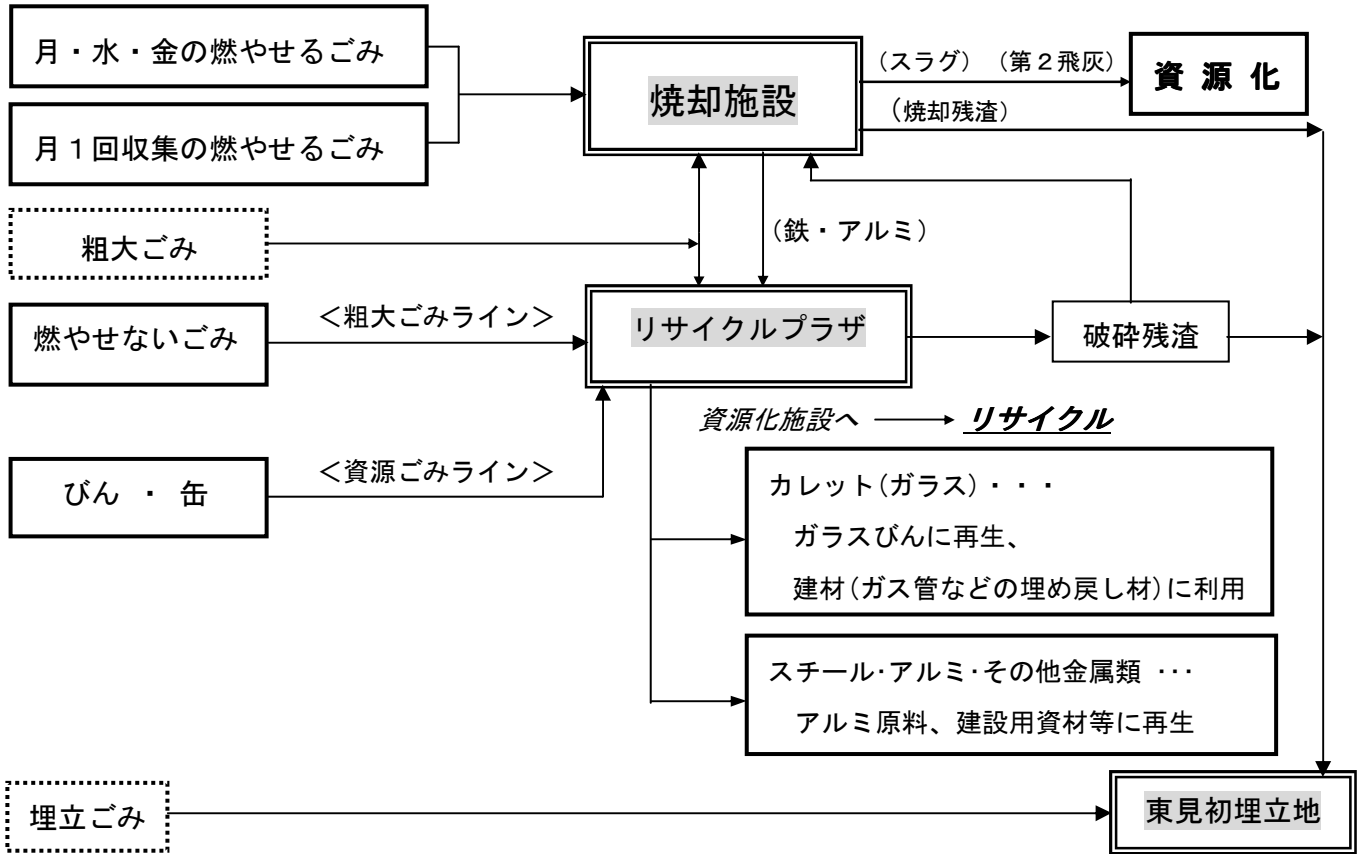 月・水・金の燃やせるごみ
月１回収集の燃やせるごみ
焼却施設
（スラグ）（第２飛灰）
資 源 化
（焼却残渣）
粗大ごみ
（鉄・アルミ）
燃やせないごみ
＜粗大ごみライン＞
リサイクルプラザ
破砕残渣
資源化施設へ
リサイクル
びん ・ 缶
＜資源ごみライン＞
カレット(ガラス)・・・
ガラスびんに再生、
建材(ガス管などの埋め戻し材)に利用
スチール･アルミ･その他金属類 ･･･
アルミ原料、建設用資材等に再生
埋立ごみ
東見初埋立地